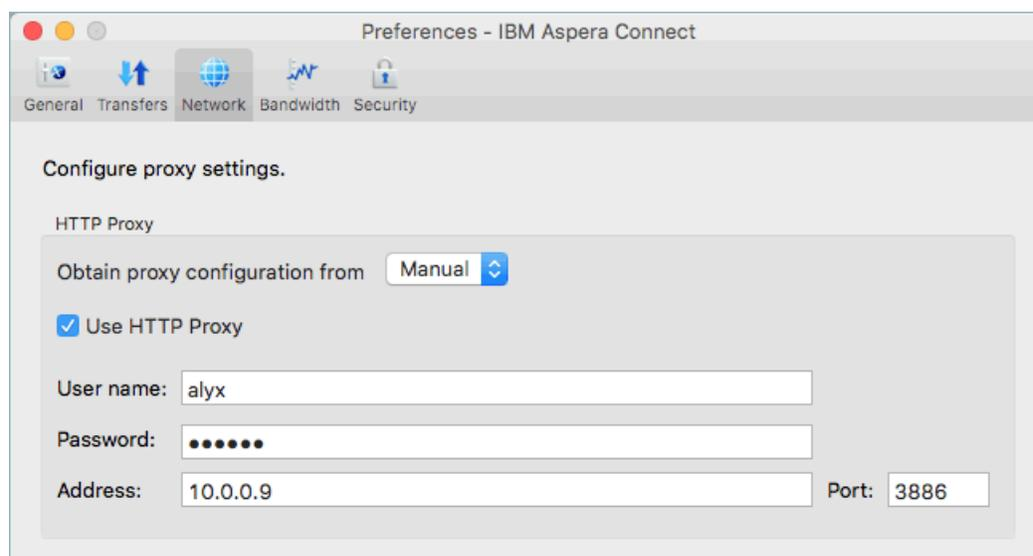 Preferences - IBM Aspera Connect
General Transfers Network Bandwidth Security
Configure proxy settings.
HTTP Proxy
Obtain proxy configuration from Manual
Use HTTP Proxy
User name: alyx
Password: ••••••
Address: 10.0.0.9 Port: 3886